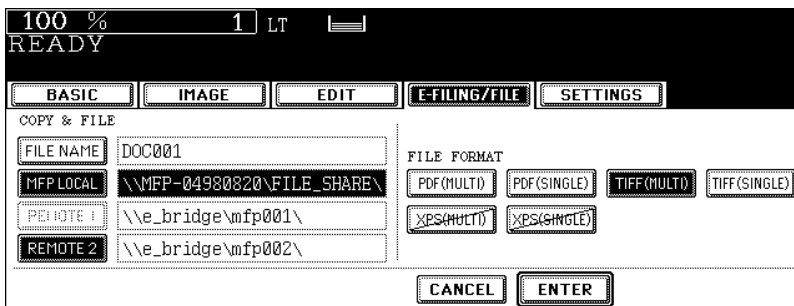 100 % 1 LT
READY
BASIC IMAGE EDIT E-FILING/FILE SETTINGS
COPY & FILE
FILE NAME DOC001
MFP LOCAL \\MFP-04980820\FILE_SHARE\
REMOTE 1 \\e_bridge\mfp001\
REMOTE 2 \\e_bridge\mfp002\
FILE FORMAT
PDF(MULTI) PDF(SINGLE) TIFF(MULTI) TIFF(SINGLE)
XPS(MULTI) XPS(SINGLE)
CANCEL ENTER